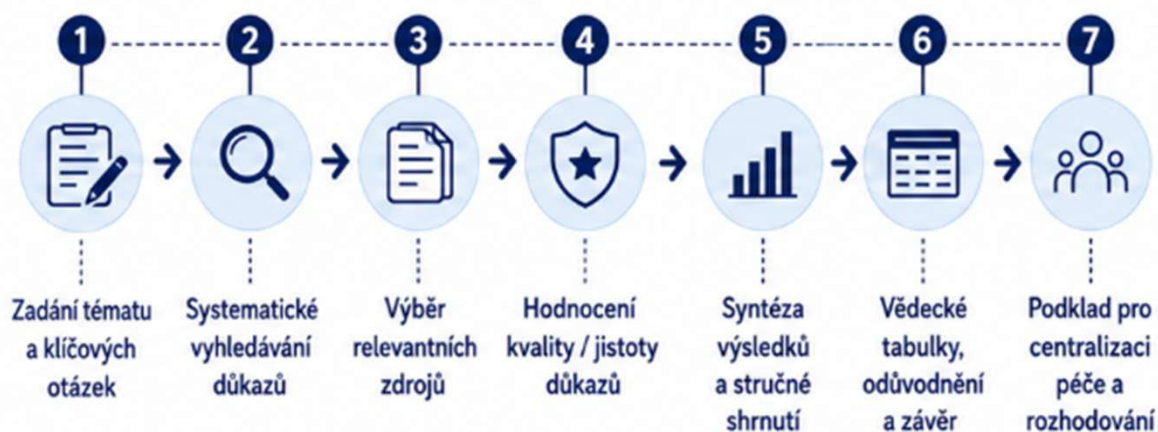 1 2 3 4 5 6 7
Zadání tématu
a klíčových
otázek
Systematické
vyhledávání
důkazů
Výběr
relevantních
zdrojů
Hodnocení
kvality / jistoty
důkazů
Syntéza
výsledků
a stručné
shrnutí
Vědecké
tabulky,
odůvodnění
a závěr
Podklad pro
centralizaci
péče a
rozhodování